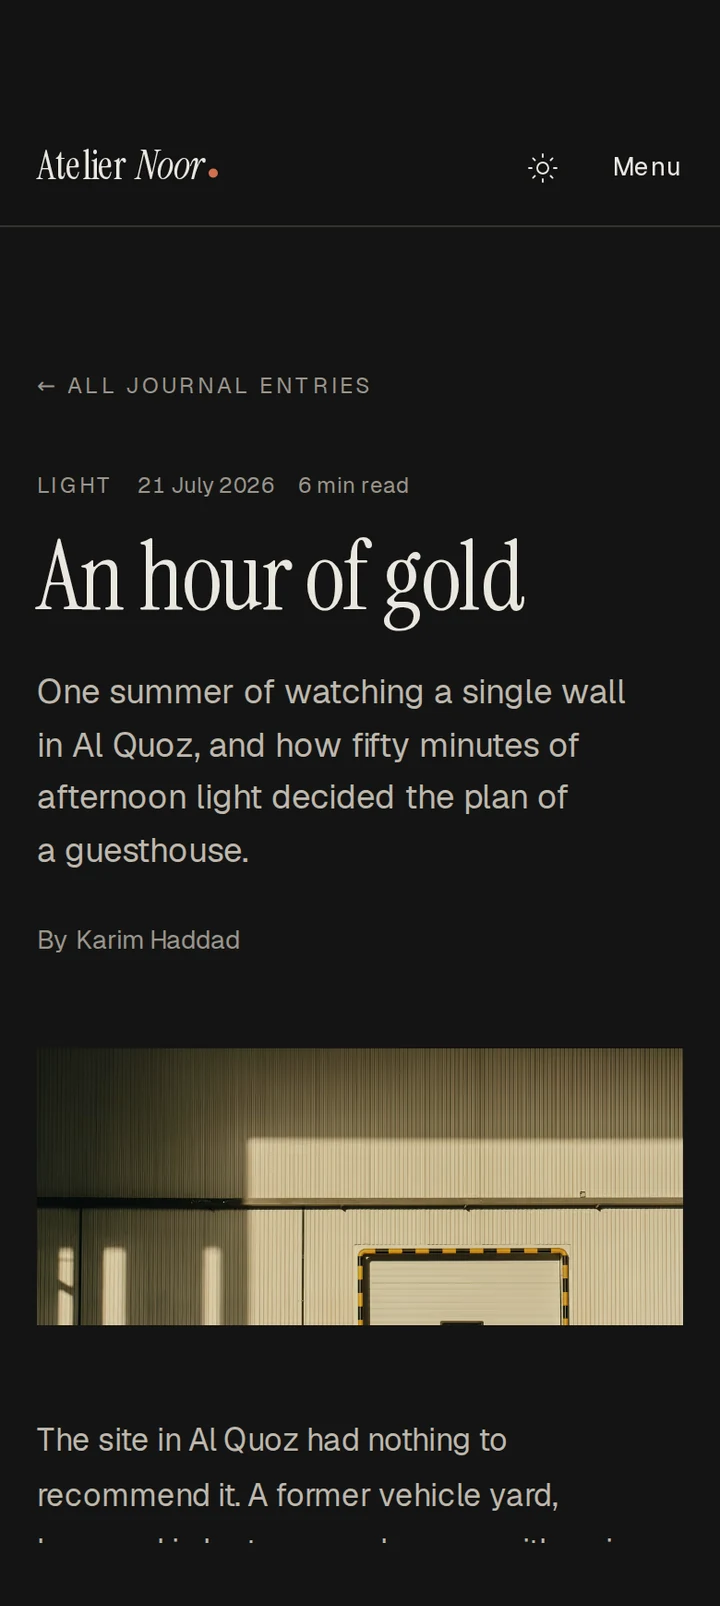 Atelier Noor.
Menu
← ALL JOURNAL ENTRIES
LIGHT 21 July 2026 6 min read
An hour of gold
One summer of watching a single wall
in Al Quoz, and how fifty minutes of
afternoon light decided the plan of
a guesthouse.
By Karim Haddad
The site in Al Quoz had nothing to
recommend it. A former vehicle yard,